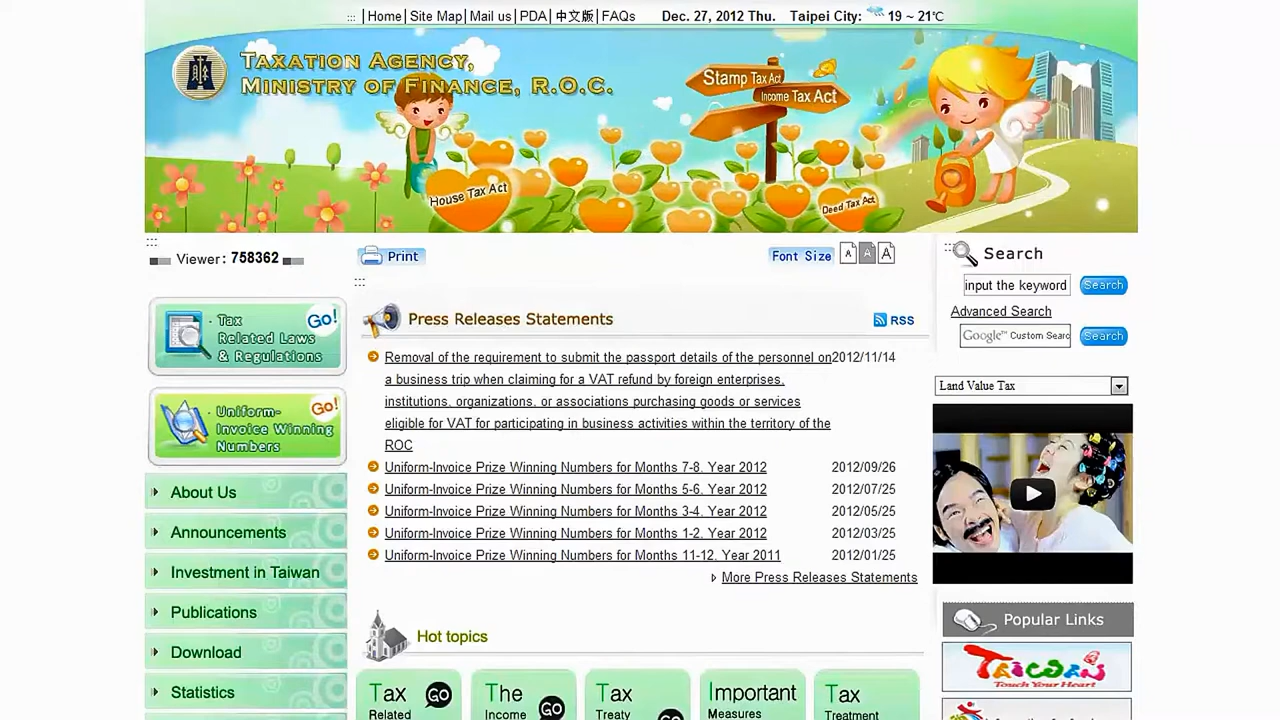 Home Site Map Mail us PDA 中文版 FAQs Dec. 27, 2012 Thu. Taipei City: 19 ~ 21℃
TAXATION AGENCY,
MINISTRY OF FINANCE, R.O.C.
Stamp Tax Act
Income Tax Act
House Tax Act
Deed Tax Act
Viewer: 758362
Print
Font Size A A A
Search
input the keyword Search
Advanced Search
Google™ Custom Searc Search
Land Value Tax
Tax Go!
Related Laws
& Regulations
Uniform- Go!
Invoice Winning
Numbers
About Us
Announcements
Investment in Taiwan
Publications
Download
Statistics
Press Releases Statements
RSS
Removal of the requirement to submit the passport details of the personnel on 2012/11/14
a business trip when claiming for a VAT refund by foreign enterprises,
institutions, organizations, or associations purchasing goods or services
eligible for VAT for participating in business activities within the territory of the
ROC
Uniform-Invoice Prize Winning Numbers for Months 7-8, Year 2012 2012/09/26
Uniform-Invoice Prize Winning Numbers for Months 5-6, Year 2012 2012/07/25
Uniform-Invoice Prize Winning Numbers for Months 3-4, Year 2012 2012/05/25
Uniform-Invoice Prize Winning Numbers for Months 1-2, Year 2012 2012/03/25
Uniform-Invoice Prize Winning Numbers for Months 11-12, Year 2011 2012/01/25
More Press Releases Statements
Hot topics
Tax GO
Related
The
Income GO
Tax
Treaty GO
Important
Measures
Tax
Treatment
Popular Links
TAIWAN
Touch Your Heart